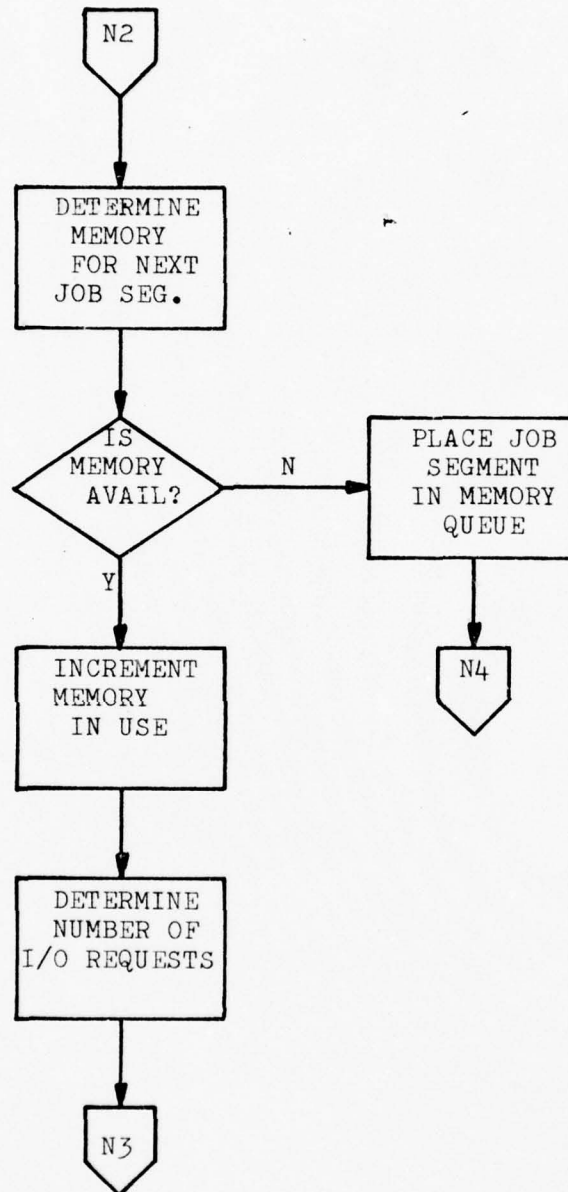 N2
DETERMINE
MEMORY
FOR NEXT
JOB SEG.
IS
MEMORY
AVAIL?
N
PLACE JOB
SEGMENT
IN MEMORY
QUEUE
Y
N4
INCREMENT
MEMORY
IN USE
DETERMINE
NUMBER OF
I/O REQUESTS
N3